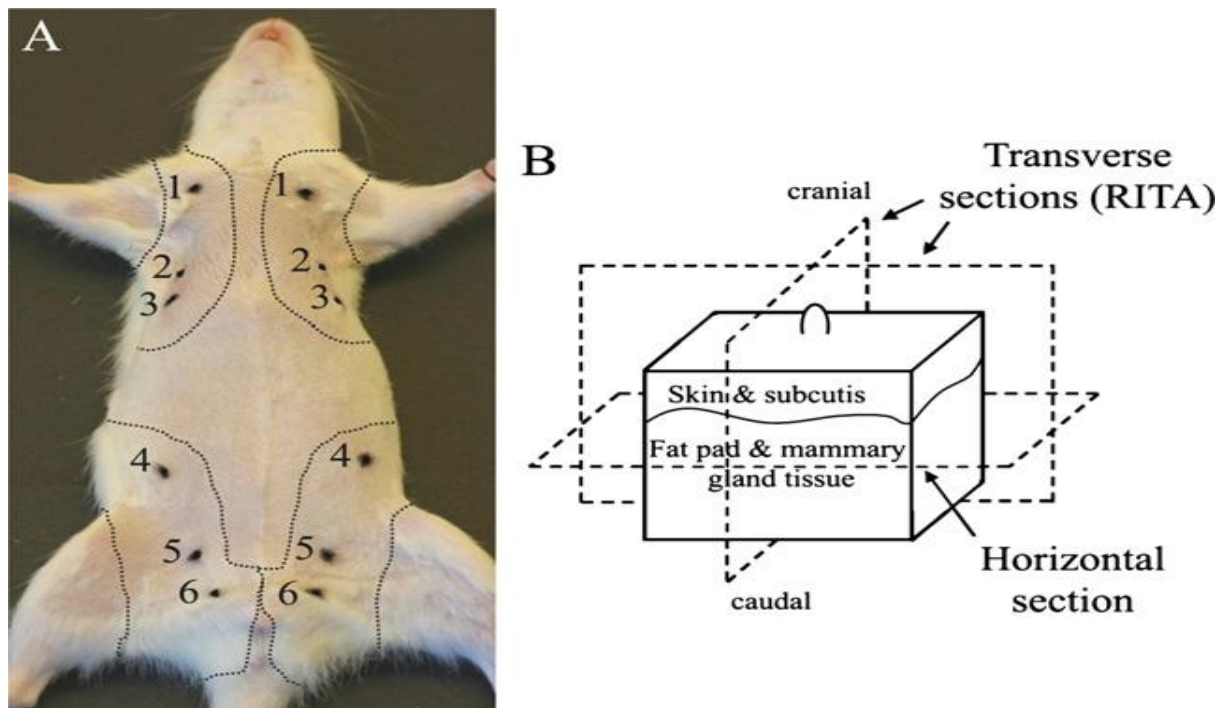 A
1 1
2 2
3 3
4 4
5 5
6 6
B
Transverse
sections (RITA)
cranial
Skin & subcutis
Fat pad & mammary
gland tissue
Horizontal
section
caudal